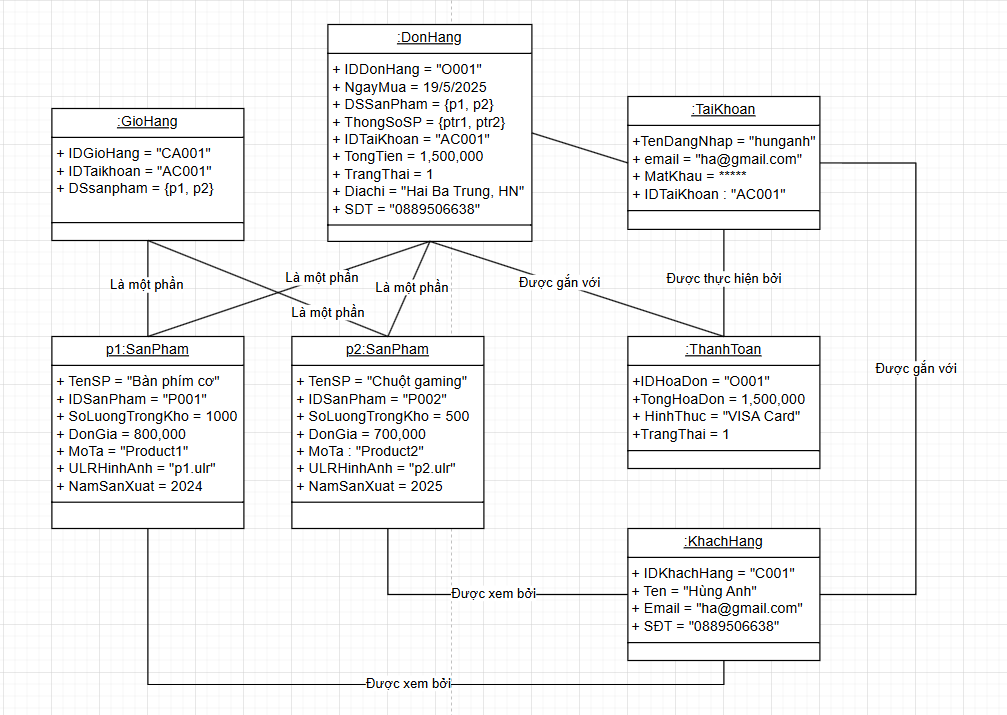 :DonHang
+ IDDonHang = "O001"
+ NgayMua = 19/5/2025
+ DSSanPham = {p1, p2}
+ ThongSoSP = {ptr1, ptr2}
+ IDTaiKhoan = "AC001"
+ TongTien = 1,500,000
+ TrangThai = 1
+ Diachi = "Hai Ba Trung, HN"
+ SDT = "0889506638"
:GioHang
+ IDGioHang = "CA001"
+ IDTaikhoan = "AC001"
+ DSsanpham = {p1, p2}
:TaiKhoan
+TenDangNhap = "hunganh"
+ email = "ha@gmail.com"
+ MatKhau = *****
+ IDTaiKhoan : "AC001"
Là một phần
Là một phần
Là một phần
Là một phần
Được gắn với
Được thực hiện bởi
Được gắn với
p1:SanPham
+ TenSP = "Bàn phím cơ"
+ IDSanPham = "P001"
+ SoLuongTrongKho = 1000
+ DonGia = 800,000
+ MoTa = "Product1"
+ ULRHinhAnh = "p1.ulr"
+ NamSanXuat = 2024
p2:SanPham
+ TenSP = "Chuột gaming"
+ IDSanPham = "P002"
+ SoLuongTrongKho = 500
+ DonGia = 700,000
+ MoTa : "Product2"
+ ULRHinhAnh = "p2.ulr"
+ NamSanXuat = 2025
:ThanhToan
+IDHoaDon = "O001"
+TongHoaDon = 1,500,000
+ HinhThuc = "VISA Card"
+TrangThai = 1
:KhachHang
+ IDKhachHang = "C001"
+ Ten = "Hùng Anh"
+ Email = "ha@gmail.com"
+ SĐT = "0889506638"
Được xem bởi
Được xem bởi